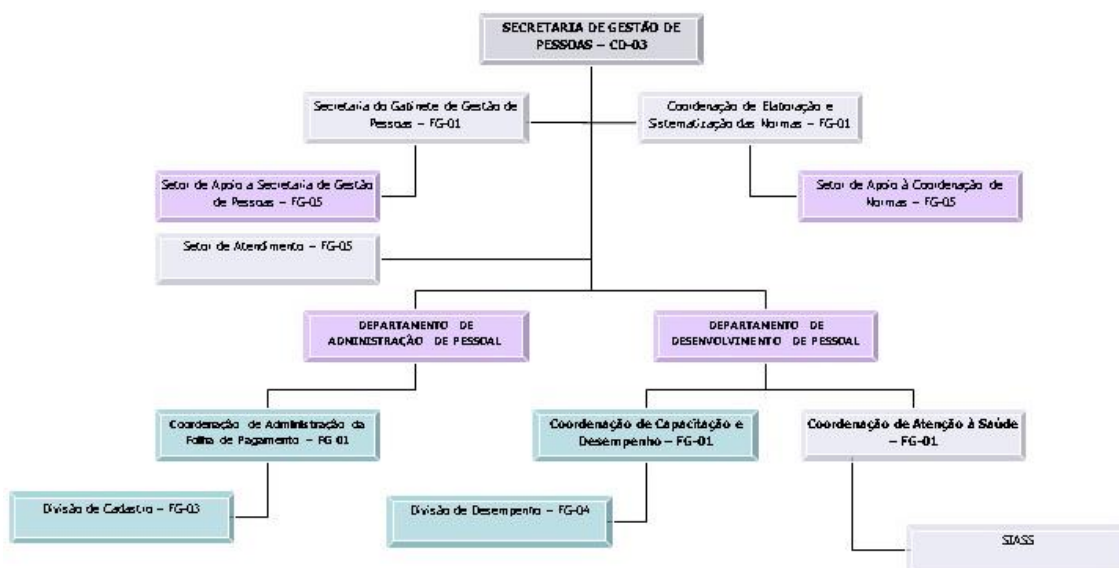 SECRETARIA DE GESTÃO DE
PESSOAS – CD-03
Secretaria do Gabinete de Gestão de
Pessoas – FG-01
Coordenação de Elaboração e
Sistematização das Normas – FG-01
Setor de Apoio a Secretaria de Gestão
de Pessoas – FG-05
Setor de Apoio à Coordenação de
Normas – FG-05
Setor de Atendimento – FG-05
DEPARTAMENTO DE
ADMINISTRAÇÃO DE PESSOAL
DEPARTAMENTO DE
DESENVOLVIMENTO DE PESSOAL
Coordenação de Administração da
Folha de Pagamento – FG 01
Coordenação de Capacitação e
Desempenho – FG-01
Coordenação de Atenção à Saúde
– FG-01
Divisão de Cadastro – FG-03
Divisão de Desempenho – FG-04
SIASS